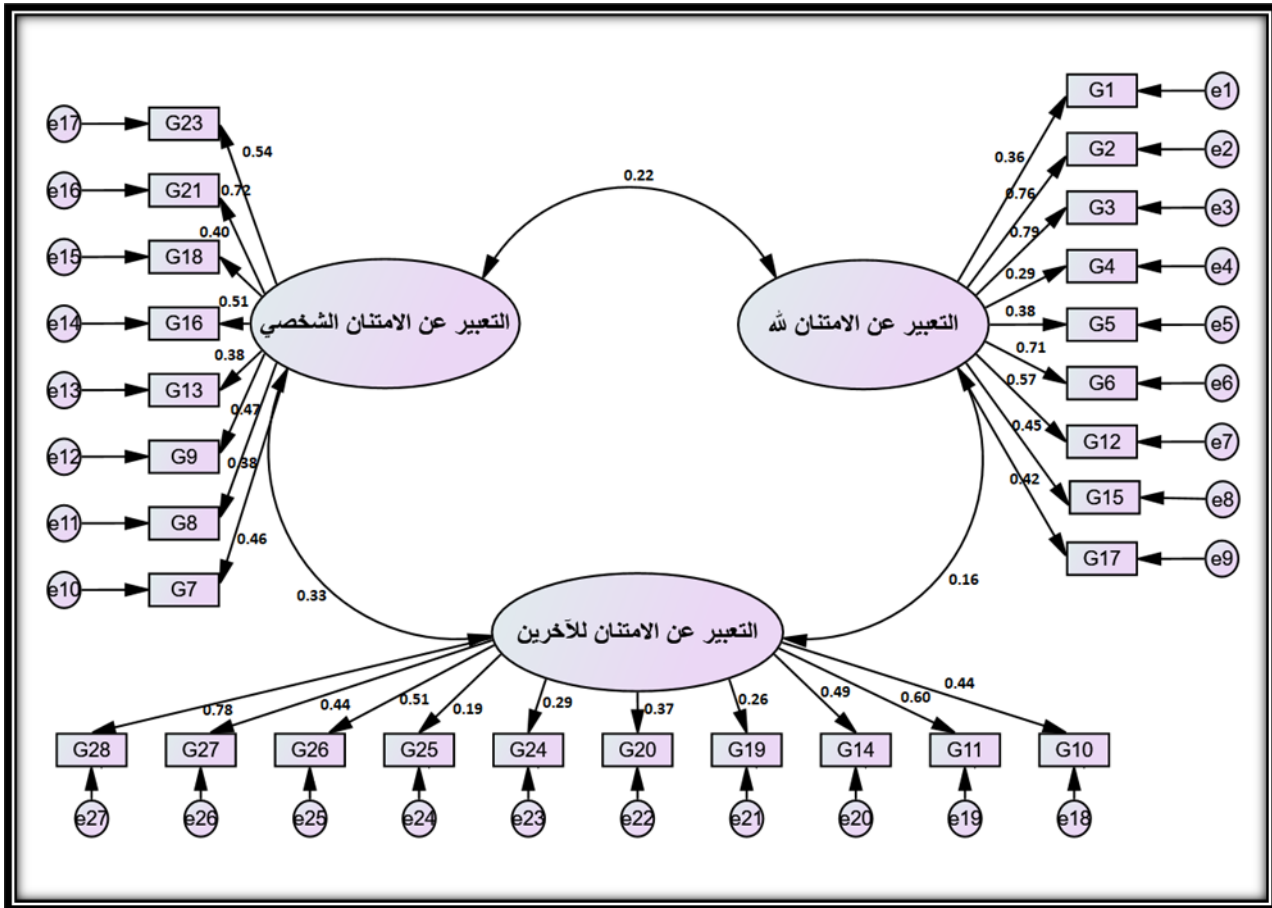 e17
G23
0.54
e16
G21
0.72
e15
G18
0.40
e14
G16
0.51
e13
G13
0.38
e12
G9
0.47
e11
G8
0.38
e10
G7
0.46
التعبير عن الامتنان الشخصي
0.22
التعبير عن الامتنان لله
G1
e1
0.36
G2
e2
0.76
G3
e3
0.79
G4
e4
0.29
G5
e5
0.38
G6
e6
0.71
G12
e7
0.57
G15
e8
0.45
G17
e9
0.42
0.33
0.16
التعبير عن الامتنان للآخرين
0.78
0.44
0.51
0.19
0.29
0.37
0.26
0.49
0.60
0.44
G28
G27
G26
G25
G24
G20
G19
G14
G11
G10
e27
e26
e25
e24
e23
e22
e21
e20
e19
e18